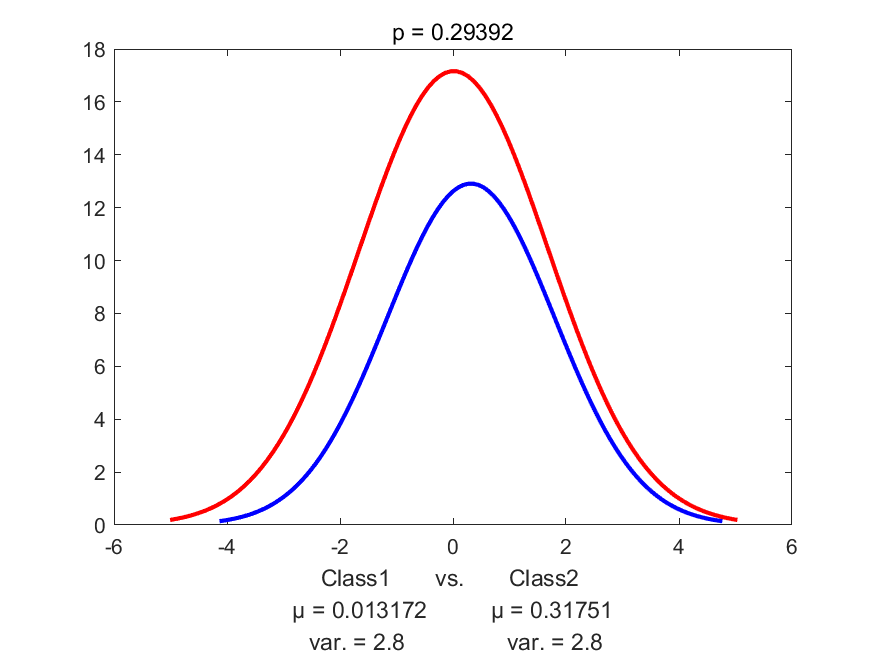 p = 0.29392
18
16
14
12
10
8
6
4
2
0
-6 -4 -2 0 2 4 6
Class1 vs. Class2
μ = 0.013172 μ = 0.31751
var. = 2.8 var. = 2.8